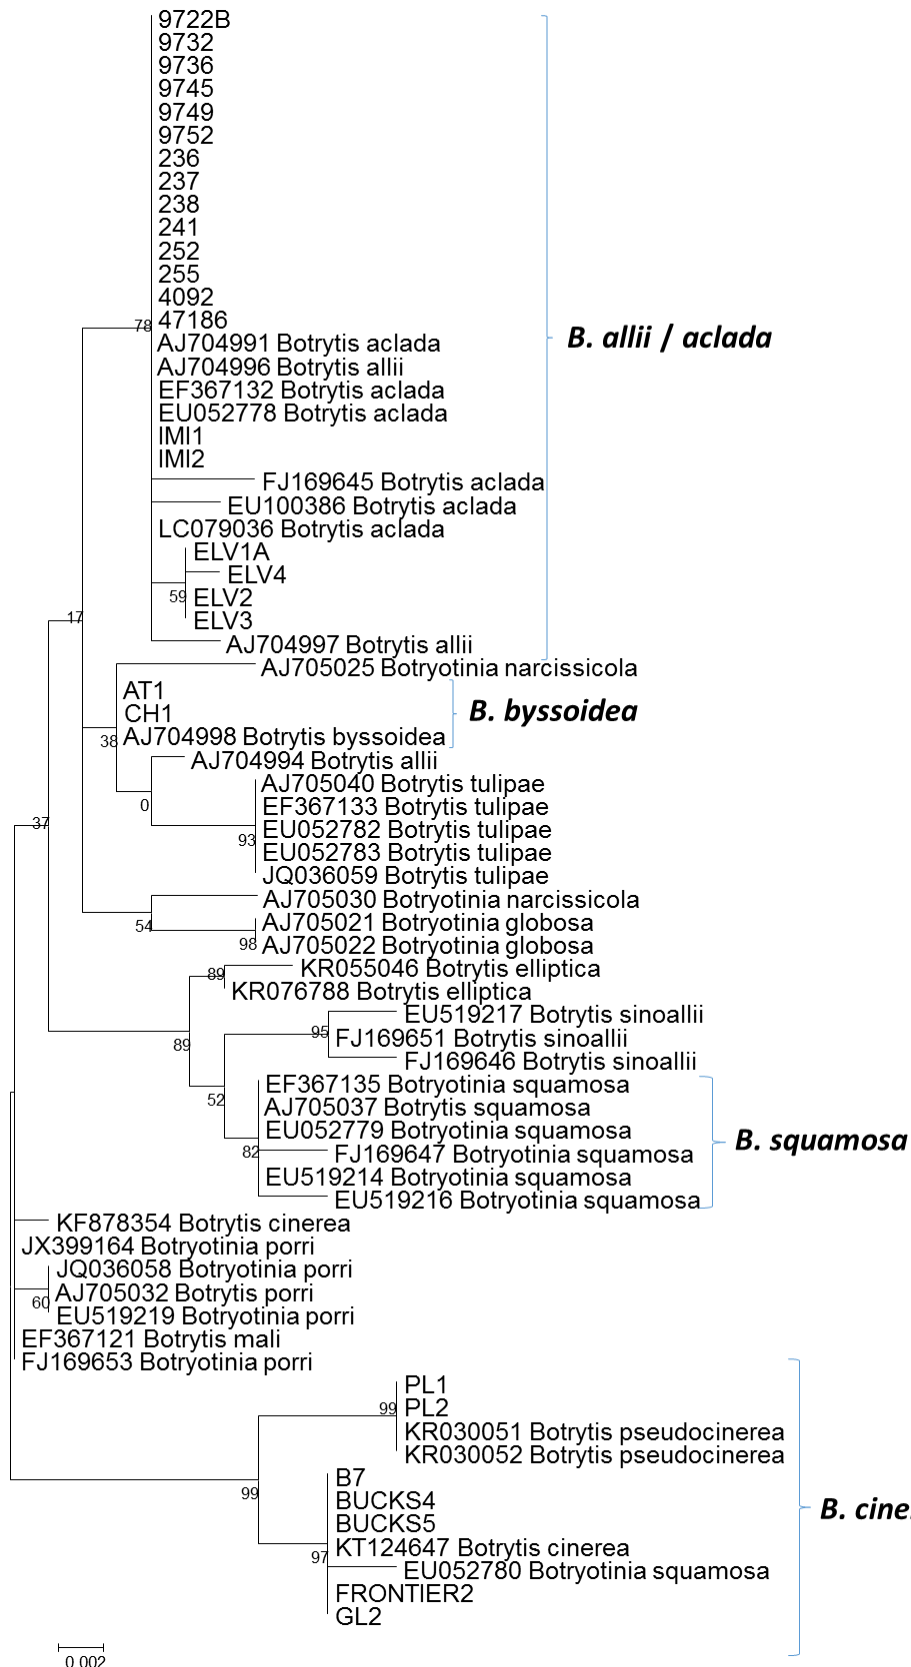 9722B
9732
9736
9745
9749
9752
236
237
238
241
252
255
4092
47186
78
B. allii / aclada
AJ704991 Botrytis aclada
AJ704996 Botrytis allii
EF367132 Botrytis aclada
EU052778 Botrytis aclada
IMI1
IMI2
FJ169645 Botrytis aclada
EU100386 Botrytis aclada
LC079036 Botrytis aclada
ELV1A
ELV4
59
ELV2
ELV3
17
AJ704997 Botrytis allii
AJ705025 Botryotinia narcissicola
AT1
CH1
B. byssoidea
38
AJ704998 Botrytis byssoidea
AJ704994 Botrytis allii
AJ705040 Botrytis tulipae
0
EF367133 Botrytis tulipae
37
EU052782 Botrytis tulipae
93
EU052783 Botrytis tulipae
JQ036059 Botrytis tulipae
AJ705030 Botryotinia narcissicola
54
AJ705021 Botryotinia globosa
98
AJ705022 Botryotinia globosa
89
KR055046 Botrytis elliptica
KR076788 Botrytis elliptica
EU519217 Botrytis sinoallii
95
FJ169651 Botrytis sinoallii
89
FJ169646 Botrytis sinoallii
EF367135 Botryotinia squamosa
52
AJ705037 Botrytis squamosa
EU052779 Botryotinia squamosa
B. squamosa
82
FJ169647 Botryotinia squamosa
EU519214 Botryotinia squamosa
EU519216 Botryotinia squamosa
KF878354 Botrytis cinerea
JX399164 Botryotinia porri
JQ036058 Botryotinia porri
AJ705032 Botrytis porri
60
EU519219 Botryotinia porri
EF367121 Botrytis mali
FJ169653 Botryotinia porri
PL1
99
PL2
KR030051 Botrytis pseudocinerea
KR030052 Botrytis pseudocinerea
B7
99
BUCKS4
B. cine
BUCKS5
KT124647 Botrytis cinerea
97
EU052780 Botryotinia squamosa
FRONTIER2
GL2
0.002